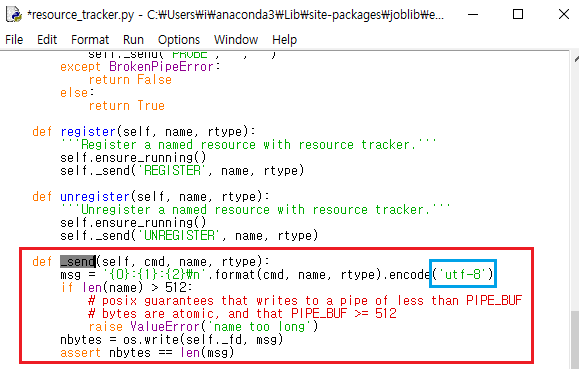 *resource_tracker.py - C:₩Users₩i₩anaconda3₩Lib₩site-packages₩joblib₩e...
File Edit Format Run Options Window Help
self._send('PROBE', '', '')
except BrokenPipeError:
return False
else:
return True
def register(self, name, rtype):
'''Register a named resource with resource tracker.'''
self.ensure_running()
self._send('REGISTER', name, rtype)
def unregister(self, name, rtype):
'''Unregister a named resource with resource tracker.'''
self.ensure_running()
self._send('UNREGISTER', name, rtype)
def _send(self, cmd, name, rtype):
msg = '{0}:{1}:{2}₩n'.format(cmd, name, rtype).encode('utf-8')
if len(name) > 512:
# posix guarantees that writes to a pipe of less than PIPE_BUF
# bytes are atomic, and that PIPE_BUF >= 512
raise ValueError('name too long')
nbytes = os.write(self._fd, msg)
assert nbytes == len(msg)